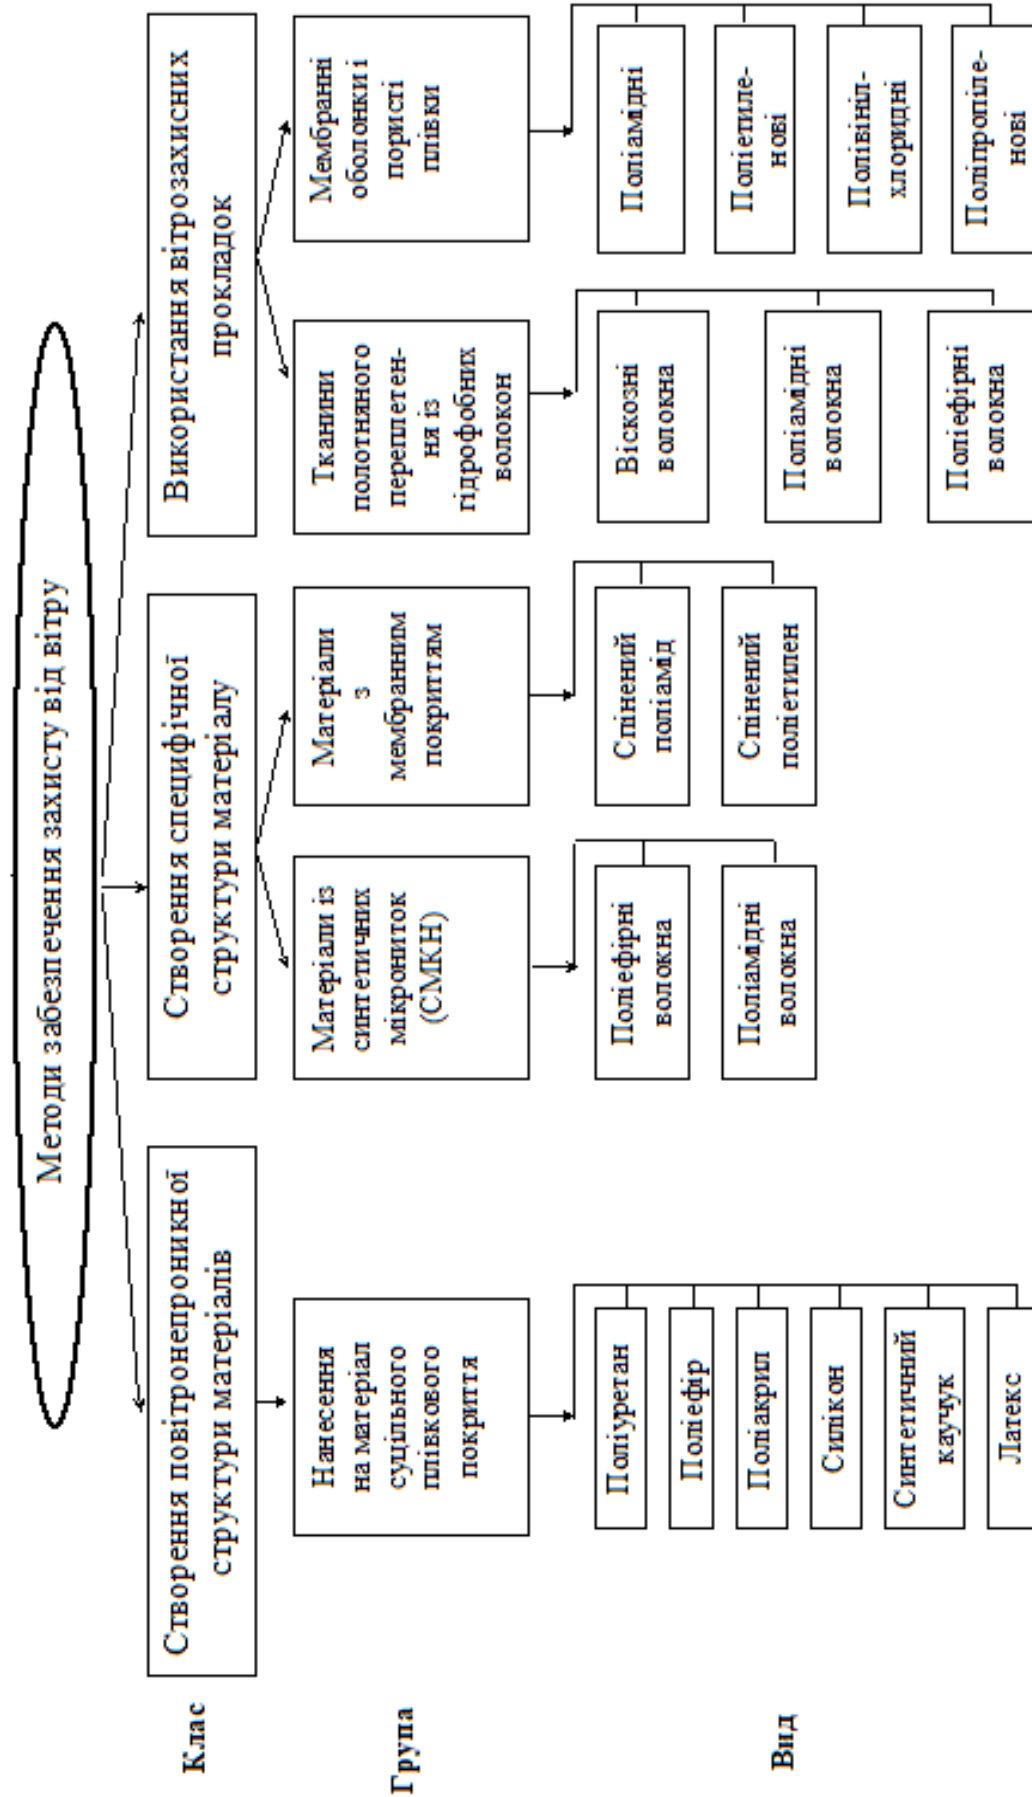 Методи забезпечення захисту від вітру
Клас
Створення повітронепроникної
структури матеріалів
Створення специфічної
структури матеріалу
Використання вітрозахисних
прокладок
Група
Нанесення
на матеріал
суцільного
плівкового
покриття
Матеріали із
синтетичних
мікрониток
(СМКН)
Матеріали
з
мембранним
покриттям
Тканини
полотняного
переплетен-
ня із
гідрофобних
волокон
Мембранні
оболонки і
пористі
плівки
Вид
Поліуретан
Поліефір
Поліакрил
Силікон
Синтетичний
каучук
Латекс
Поліефірні
волокна
Поліамідні
волокна
Спінений
поліамід
Спінений
поліетилен
Віскозні
волокна
Поліамідні
волокна
Поліефірні
волокна
Поліамідні
Поліетиле-
нові
Полівініл-
хлоридні
Поліпропіле-
нові